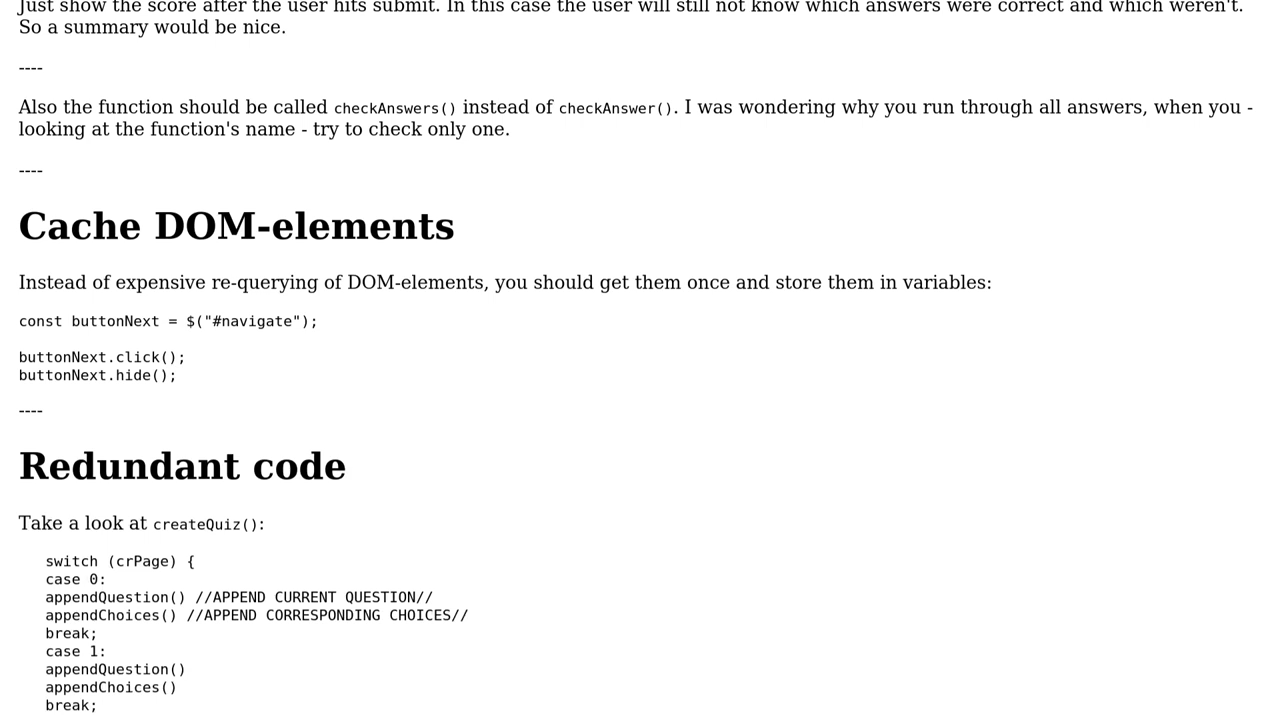 Just show the score after the user hits submit. In this case the user will still not know which answers were correct and which weren't.
So a summary would be nice.
----
Also the function should be called checkAnswers() instead of checkAnswer(). I was wondering why you run through all answers, when you -
looking at the function's name - try to check only one.
----
Cache DOM-elements
Instead of expensive re-querying of DOM-elements, you should get them once and store them in variables:
const buttonNext = $("#navigate");
buttonNext.click();
buttonNext.hide();
----
Redundant code
Take a look at createQuiz():
switch (crPage) {
case 0:
appendQuestion() //APPEND CURRENT QUESTION//
appendChoices() //APPEND CORRESPONDING CHOICES//
break;
case 1:
appendQuestion()
appendChoices()
break;